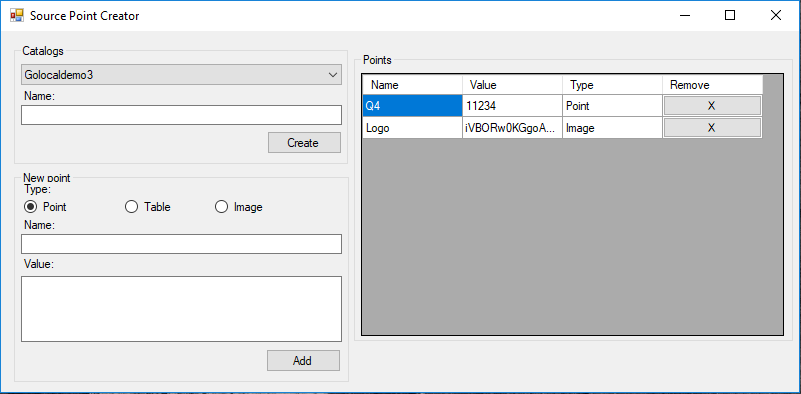 Source Point Creator
Catalogs
Golocaldemo3
Name:
Create
New point
Type:
Point Table Image
Name:
Value:
Add
Points
Name Value Type Remove
Q4 11234 Point X
Logo iVBORw0KGgoA... Image X